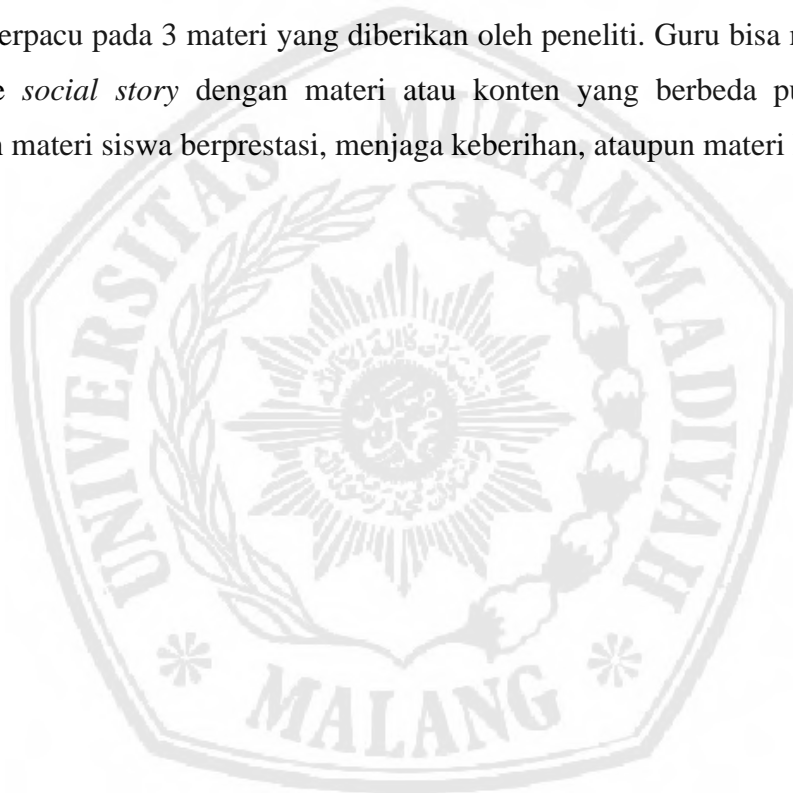 erpacu pada 3 materi yang diberikan oleh peneliti. Guru bisa
social story dengan materi atau konten yang berbeda
materi siswa berprestasi, menjaga keberihan, ataupun materi
UNIVERSITAS MUHAMMADIYAH
MALANG